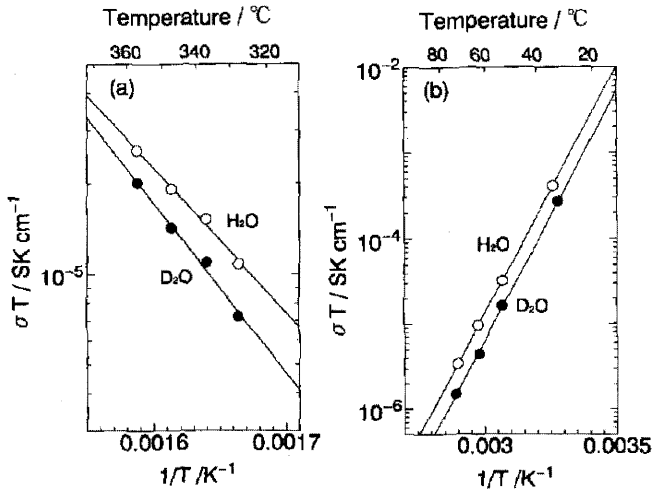 Temperature / °C
360 340 320
(a)
σT / SK cm⁻¹
10⁻⁵
H₂O
D₂O
0.0016 0.0017
1/T /K⁻¹
Temperature / °C
80 60 40 20
(b)
σT / SK cm⁻¹
10⁻²
10⁻⁴
10⁻⁶
H₂O
D₂O
0.003 0.0035
1/T /K⁻¹